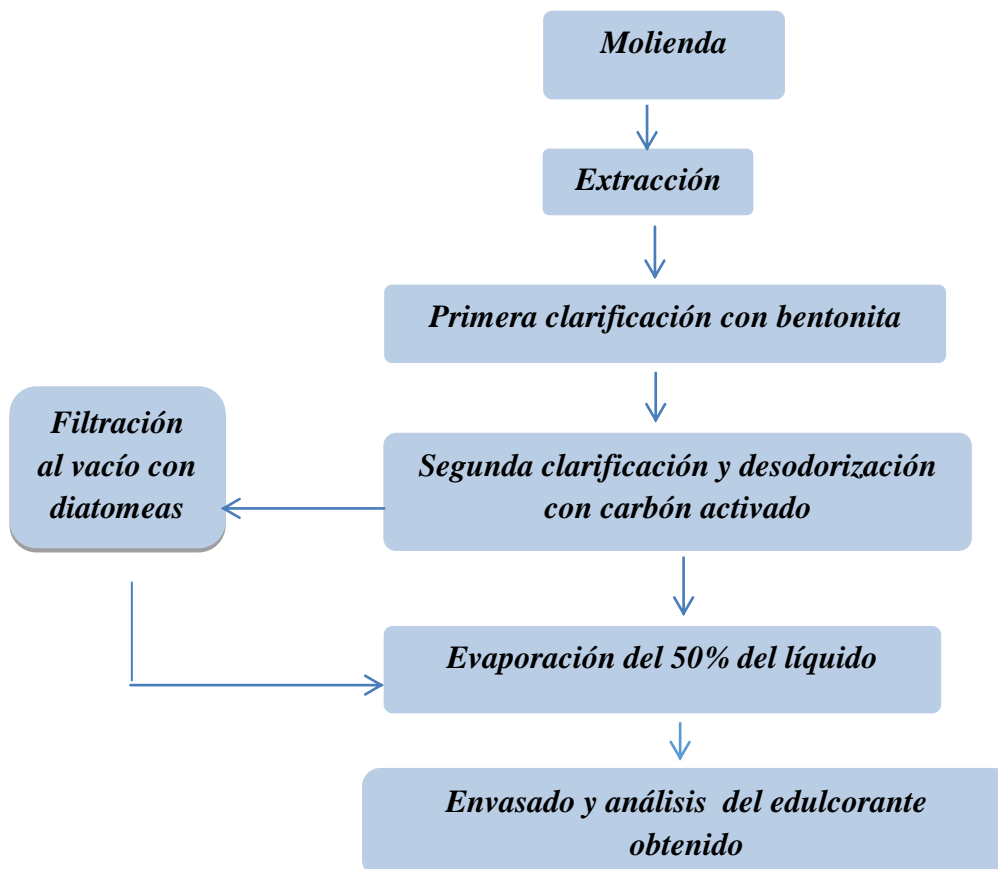 Molienda
Extracción
Primera clarificación con bentonita
Filtración
al vacío con
diatomeas
Segunda clarificación y desodorización
con carbón activado
Evaporación del 50% del líquido
Envasado y análisis del edulcorante
obtenido